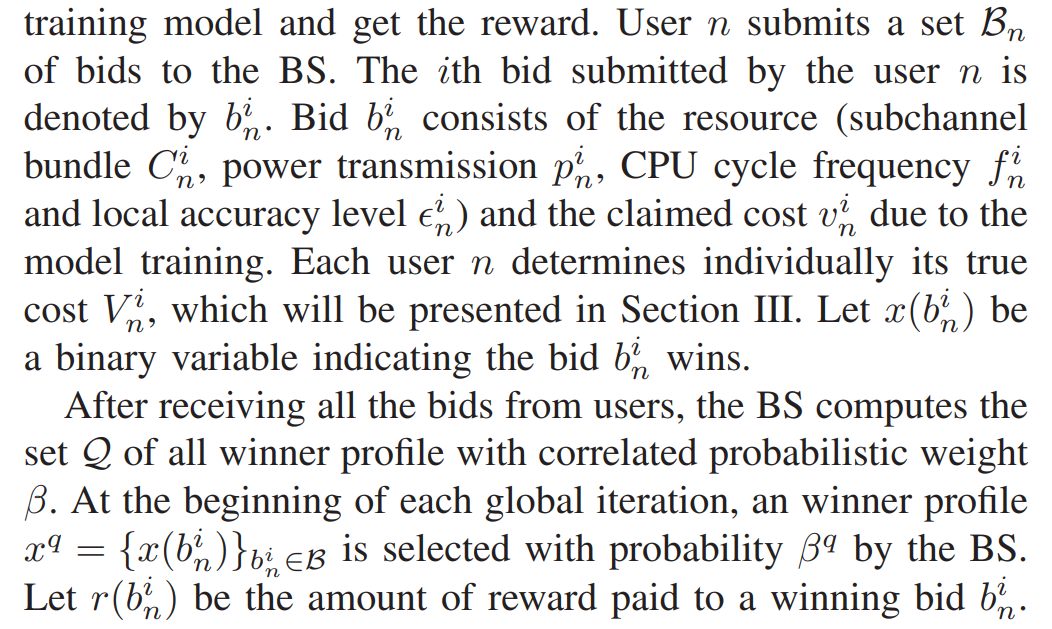 training model and get the reward. User $n$ submits a set $\mathcal{B}_n$
of bids to the BS. The $i$th bid submitted by the user $n$ is
denoted by $b_n^i$. Bid $b_n^i$ consists of the resource (subchannel
bundle $C_n^i$, power transmission $p_n^i$, CPU cycle frequency $f_n^i$
and local accuracy level $\epsilon_n^i$) and the claimed cost $v_n^i$ due to the
model training. Each user $n$ determines individually its true
cost $V_n^i$, which will be presented in Section III. Let $x(b_n^i)$ be
a binary variable indicating the bid $b_n^i$ wins.
After receiving all the bids from users, the BS computes the
set $\mathcal{Q}$ of all winner profile with correlated probabilistic weight
$\beta$. At the beginning of each global iteration, an winner profile
$x^q = \{x(b_n^i)\}_{b_n^i \in \mathcal{B}}$ is selected with probability $\beta^q$ by the BS.
Let $r(b_n^i)$ be the amount of reward paid to a winning bid $b_n^i$.